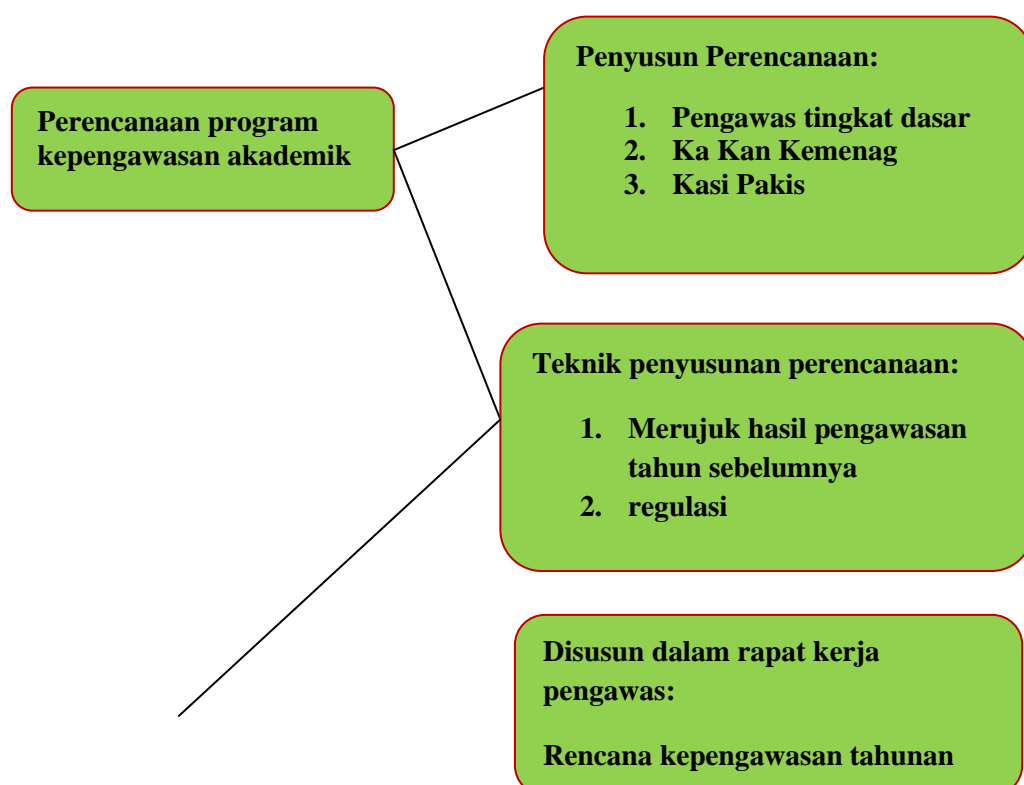 Perencanaan program
kepengawasan akademik
Penyusun Perencanaan:
1. Pengawas tingkat dasar
2. Ka Kan Kemenag
3. Kasi Pakis
Teknik penyusunan perencanaan:
1. Merujuk hasil pengawasan
tahun sebelumnya
2. regulasi
Disusun dalam rapat kerja
pengawas:
Rencana kepengawasan tahunan